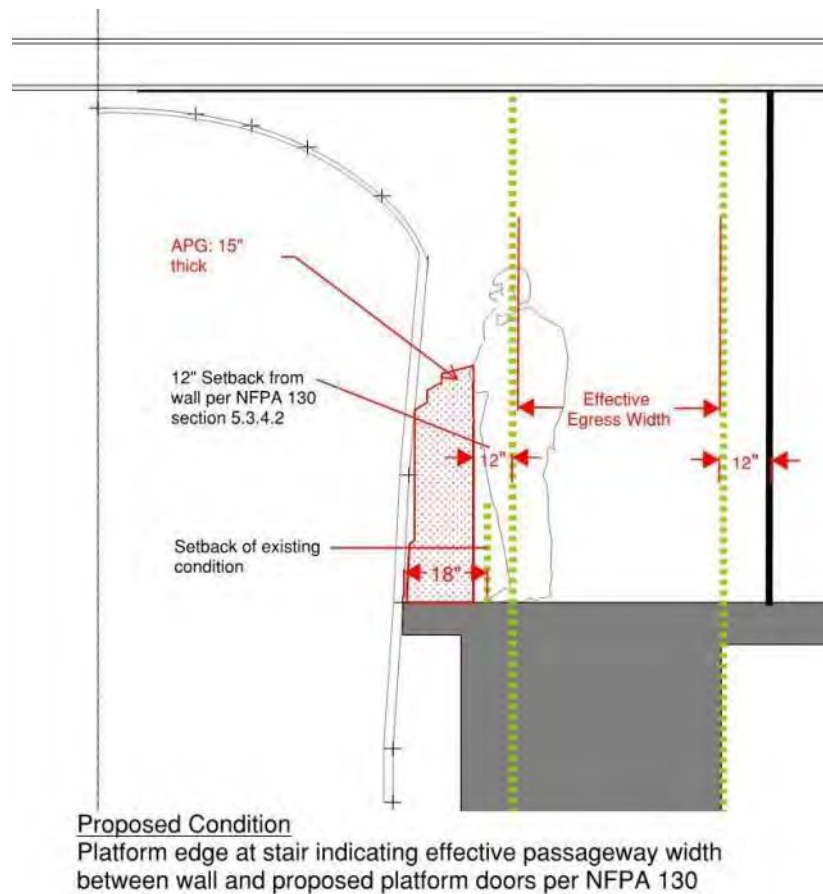 APG: 15"
thick
12" Setback from
wall per NFPA 130
section 5.3.4.2
Effective
Egress Width
12"
12"
Setback of existing
condition
18"
Proposed Condition
Platform edge at stair indicating effective passageway width
between wall and proposed platform doors per NFPA 130